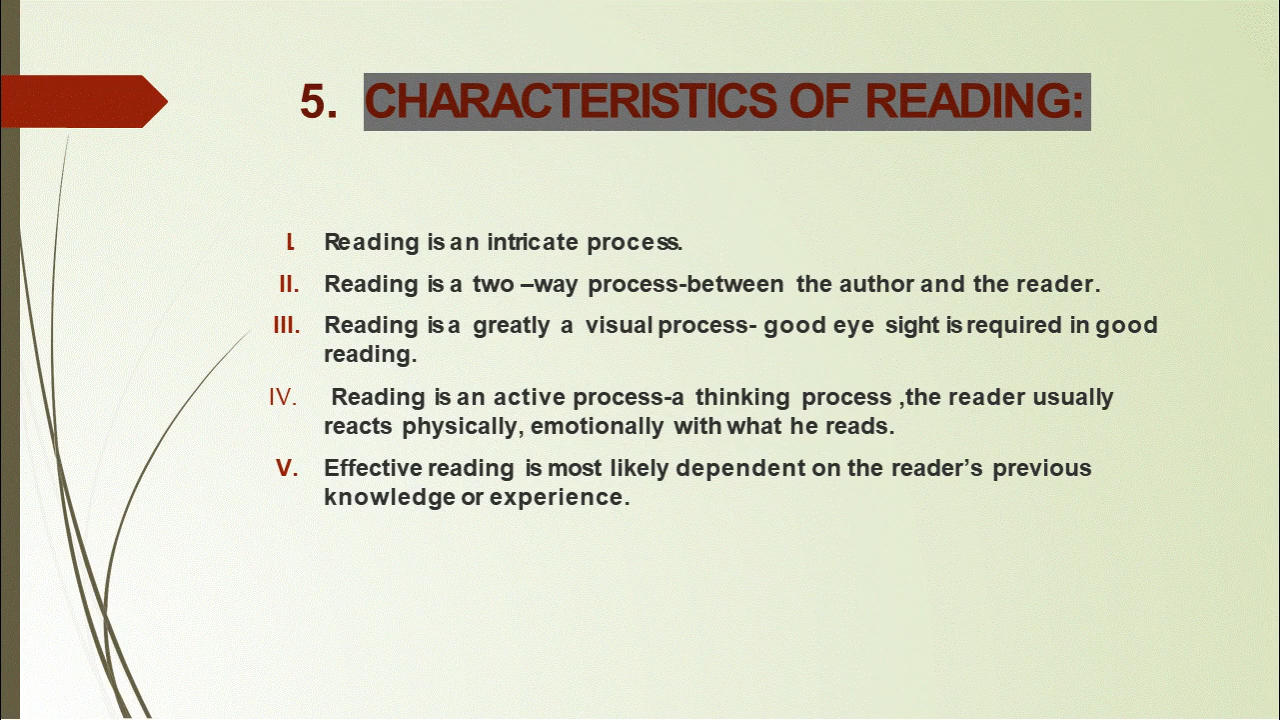 5. CHARACTERISTICS OF READING:
I. Reading is an intricate process.
II. Reading is a two –way process-between the author and the reader.
III. Reading is a greatly a visual process- good eye sight is required in good
reading.
IV. Reading is an active process-a thinking process ,the reader usually
reacts physically, emotionally with what he reads.
V. Effective reading is most likely dependent on the reader’s previous
knowledge or experience.